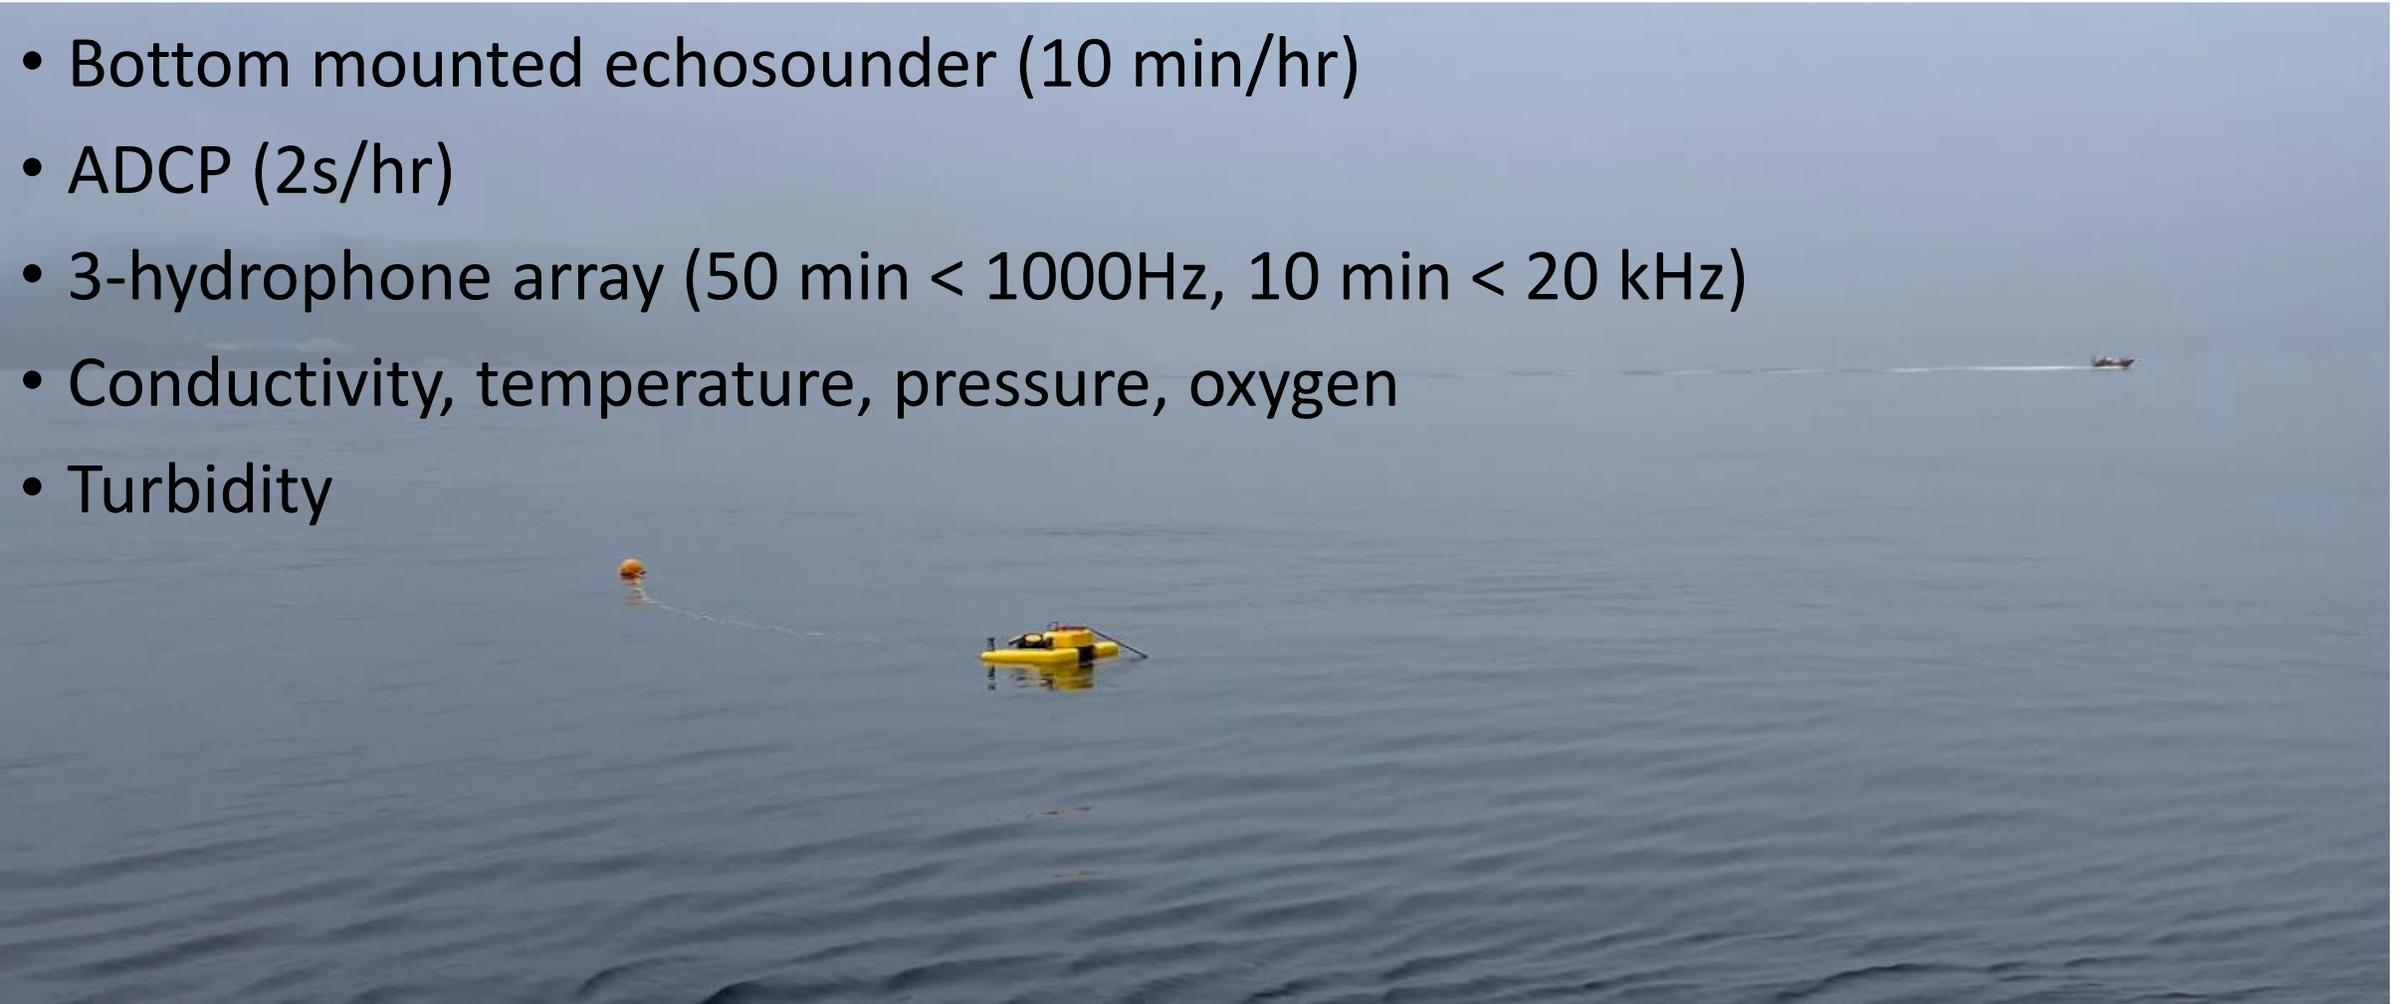 • Bottom mounted echosounder (10 min/hr)
• ADCP (2s/hr)
• 3-hydrophone array (50 min < 1000Hz, 10 min < 20 kHz)
• Conductivity, temperature, pressure, oxygen
• Turbidity